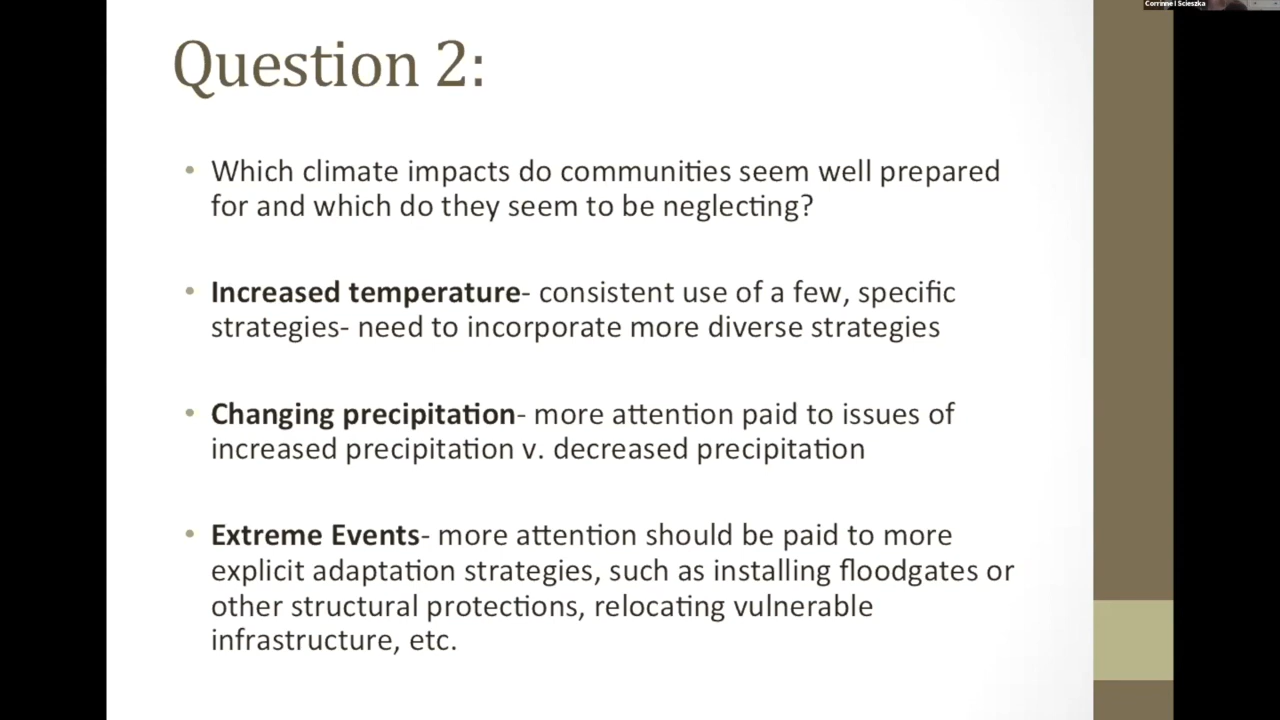 Corrinne I Scieszka
Question 2:
• Which climate impacts do communities seem well prepared
for and which do they seem to be neglecting?
• Increased temperature- consistent use of a few, specific
strategies- need to incorporate more diverse strategies
• Changing precipitation- more attention paid to issues of
increased precipitation v. decreased precipitation
• Extreme Events- more attention should be paid to more
explicit adaptation strategies, such as installing floodgates or
other structural protections, relocating vulnerable
infrastructure, etc.